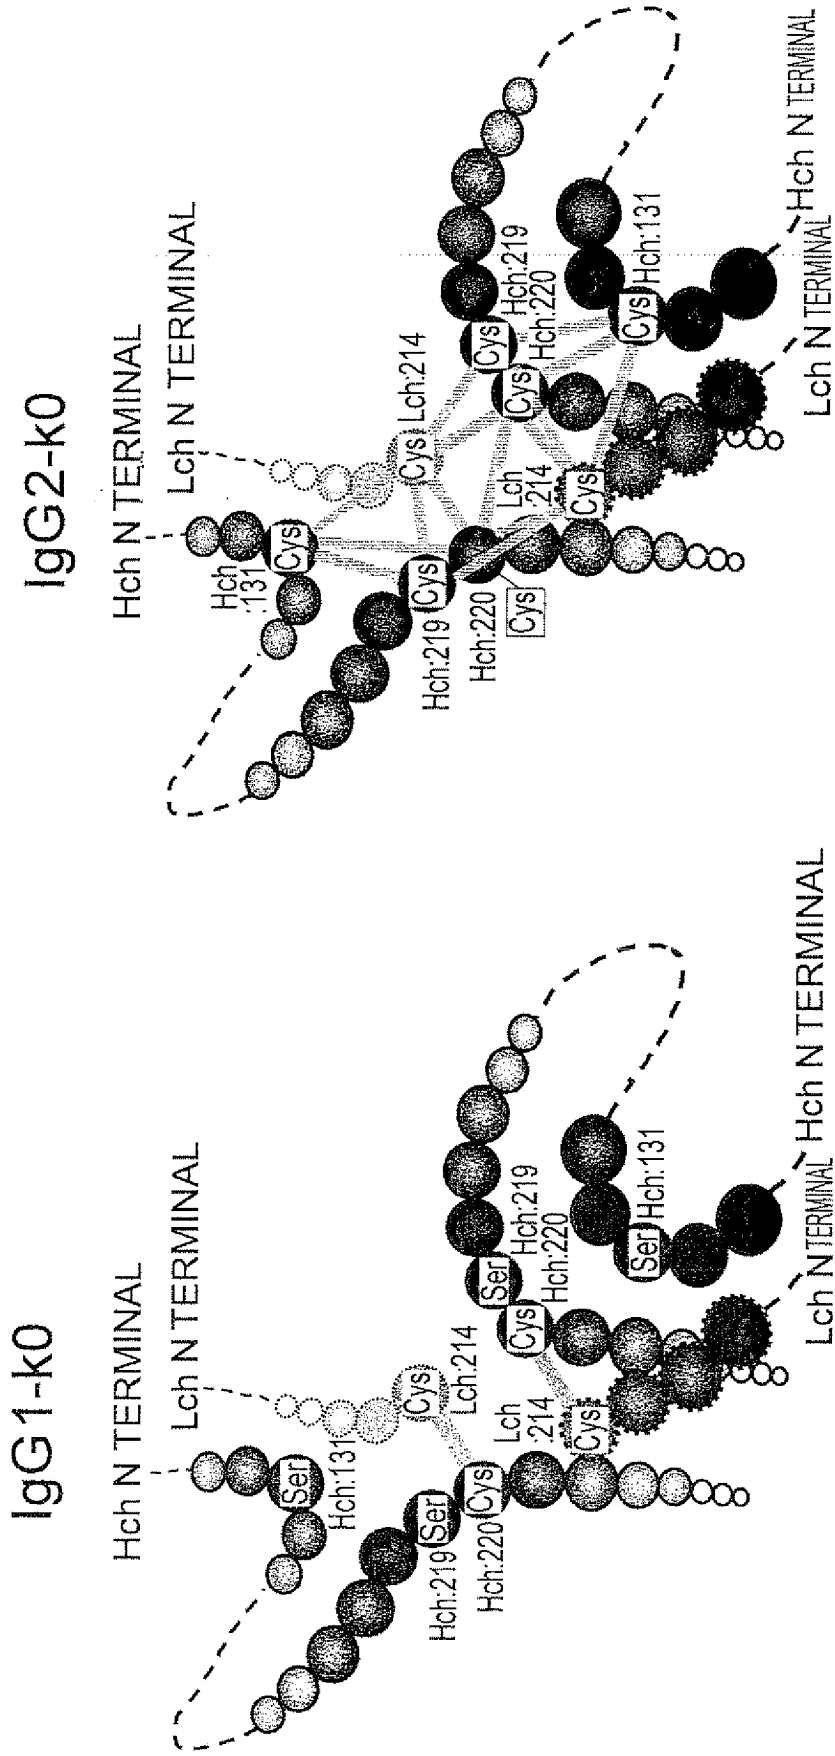 IgG1-k0
Hch N TERMINAL
Lch N TERMINAL
Ser
Hch:131
Cys
Lch:214
Hch:219
Ser
Hch:220
Cys
Lch
:214
Cys
Ser
Hch:219
Cys
Hch:220
Ser
Hch:131
Lch N TERMINAL
Hch N TERMINAL
IgG2-k0
Hch N TERMINAL
Lch N TERMINAL
Hch
:131
Cys
Cys
Lch:214
Hch:219
Cys
Hch:220
Cys
Lch
:214
Cys
Cys
Hch:219
Cys
Hch:220
Cys
Hch:131
Lch N TERMINAL
Hch N TERMINAL